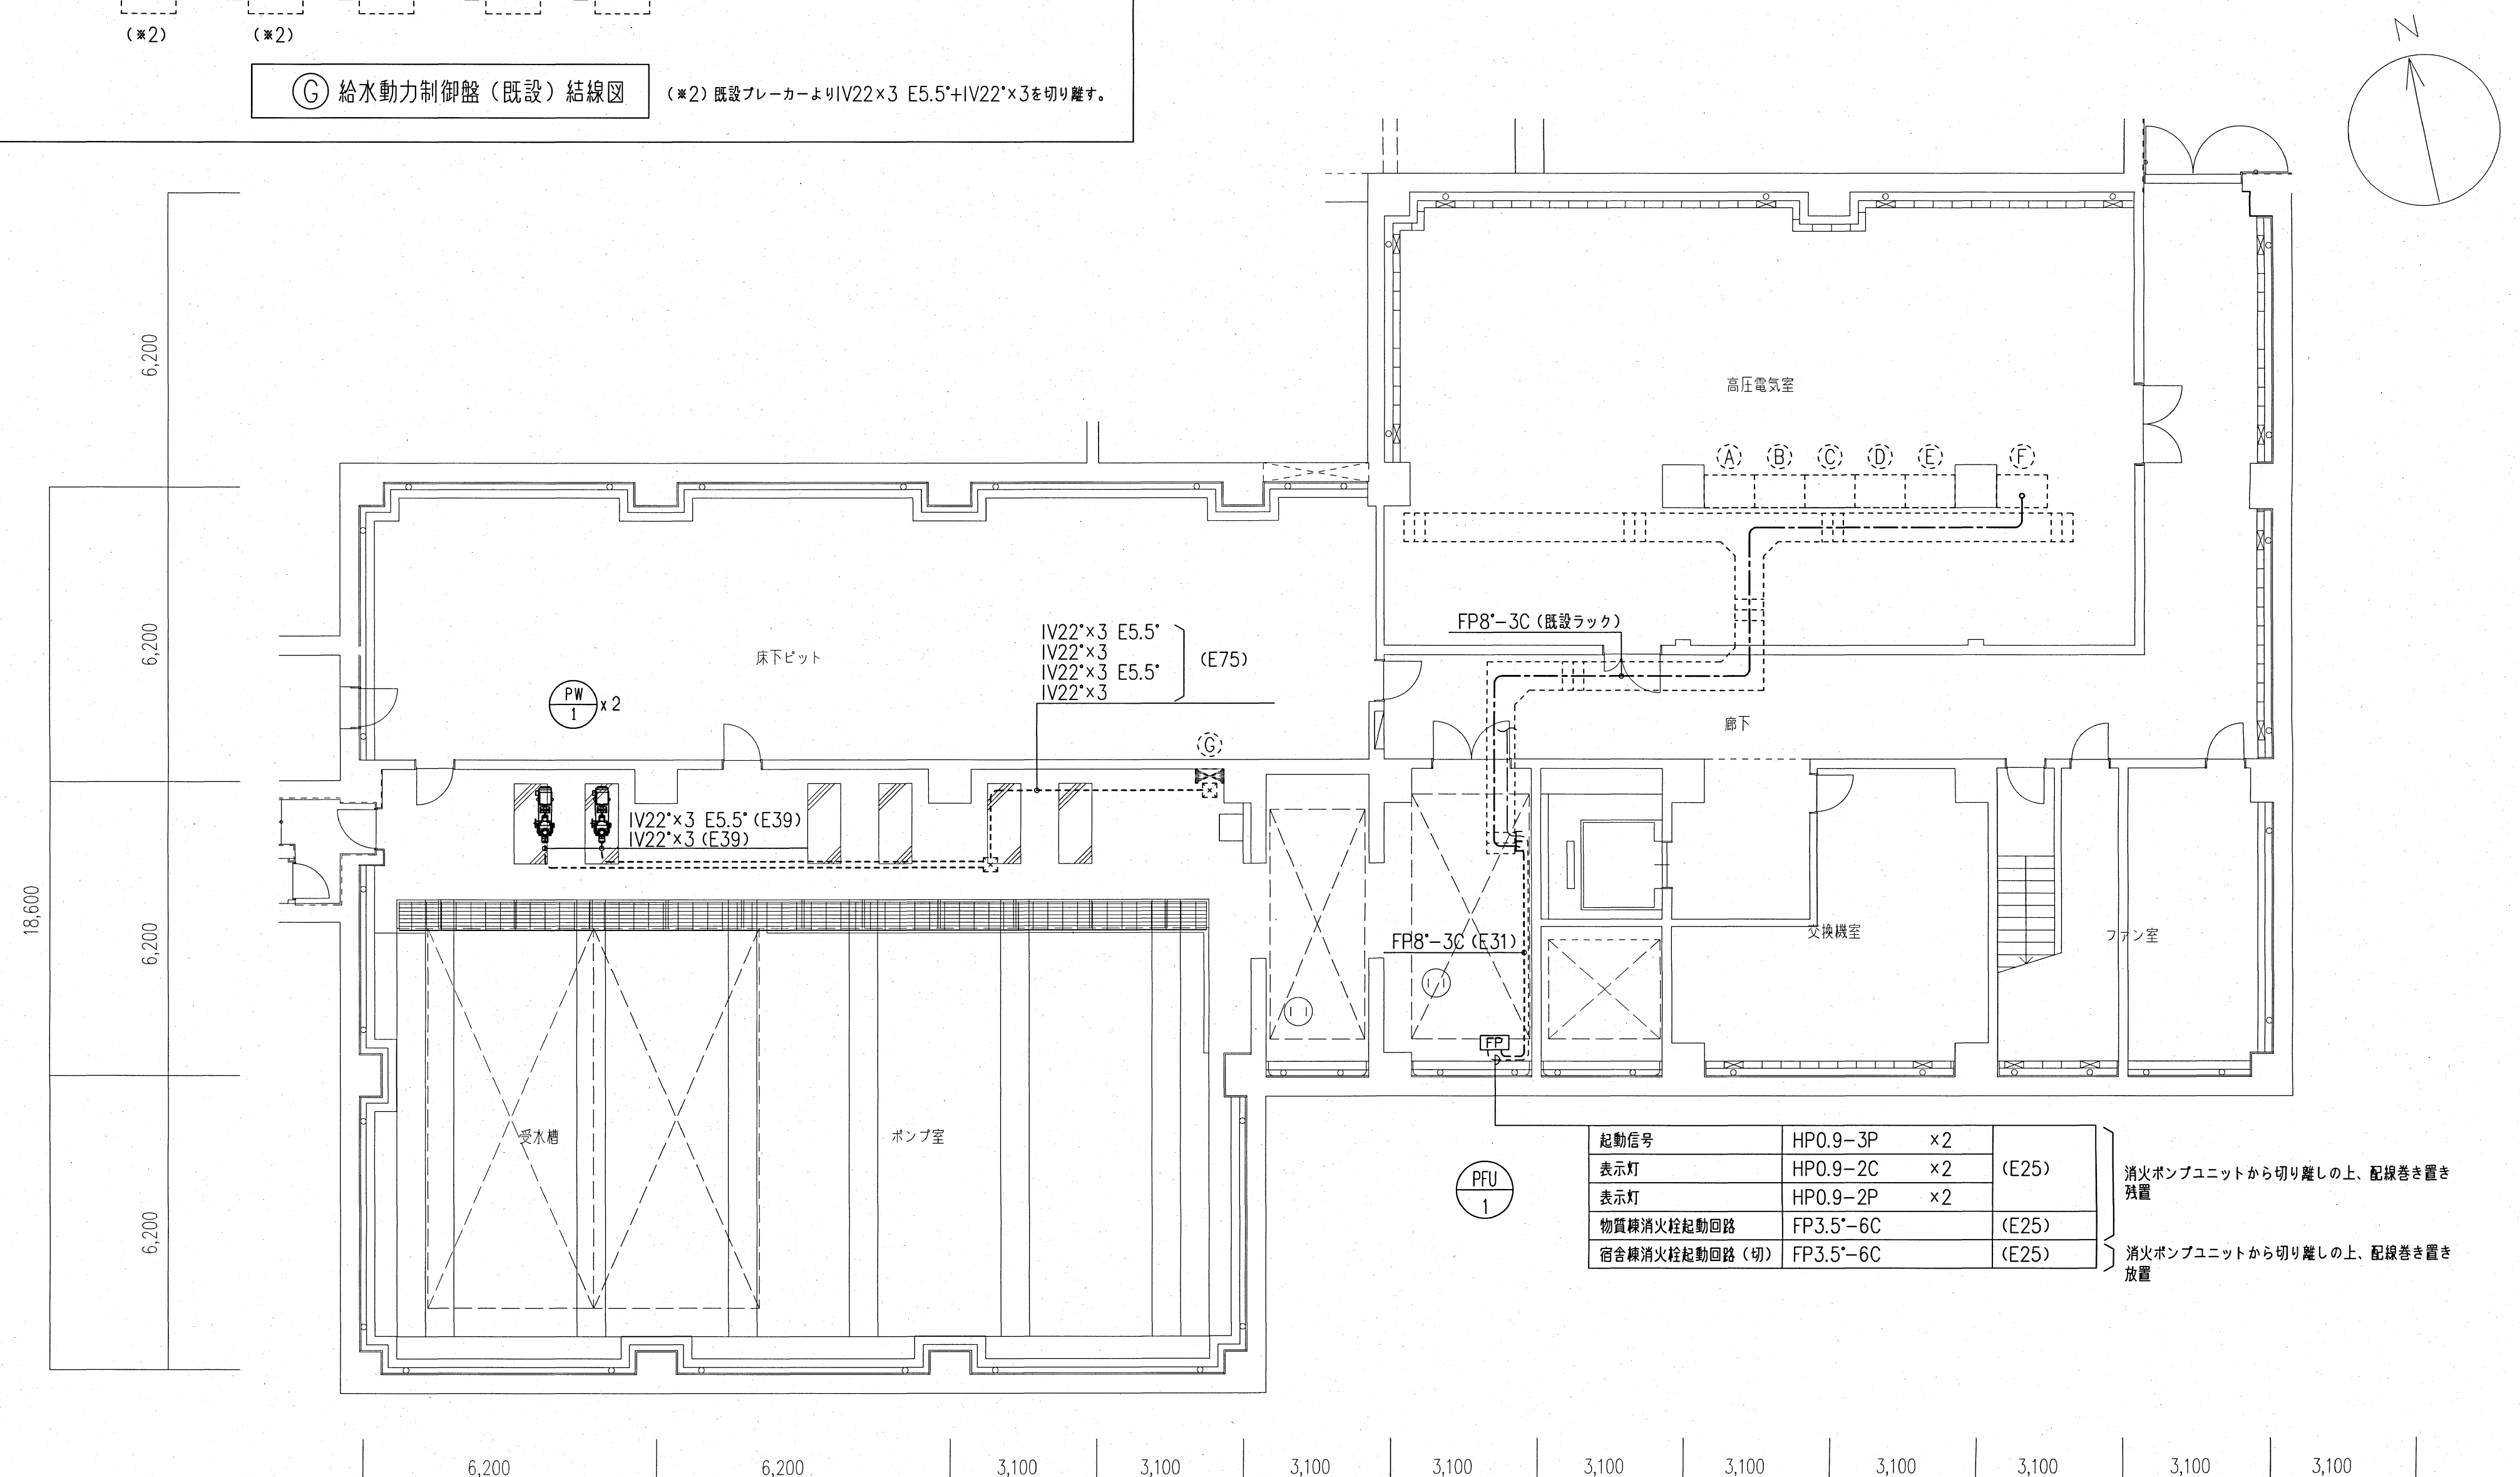 (※2)
(※2)
Ⓖ 給水動力制御盤(既設)結線図
(※2) 既設ブレーカーよりIV22×3 E5.5°+IV22°×3を切り離す。
N
6,200
高圧電気室
A
B
C
D
E
F
FP8°-3C (既設ラック)
IV22°×3 E5.5°
IV22°×3
IV22°×3 E5.5°
IV22°×3
(E75)
6,200
床下ピット
PW
1
x 2
G
廊下
IV22°×3 E5.5° (E39)
IV22°×3 (E39)
18,600
6,200
FP8°-3C (E31)
交換機室
ファン室
FP
受水槽
ポンプ室
6,200
PFU
1
起動信号 HP0.9-3P ×2
表示灯 HP0.9-2C ×2 (E25)
表示灯 HP0.9-2P ×2
物質棟消火栓起動回路 FP3.5°-6C (E25)
宿舎棟消火栓起動回路(切) FP3.5°-6C (E25)
消火ポンプユニットから切り離しの上、配線巻き置き
残置
消火ポンプユニットから切り離しの上、配線巻き置き
放置
6,200 6,200 3,100 3,100 3,100 3,100 3,100 3,100 3,100 3,100 3,100 3,100